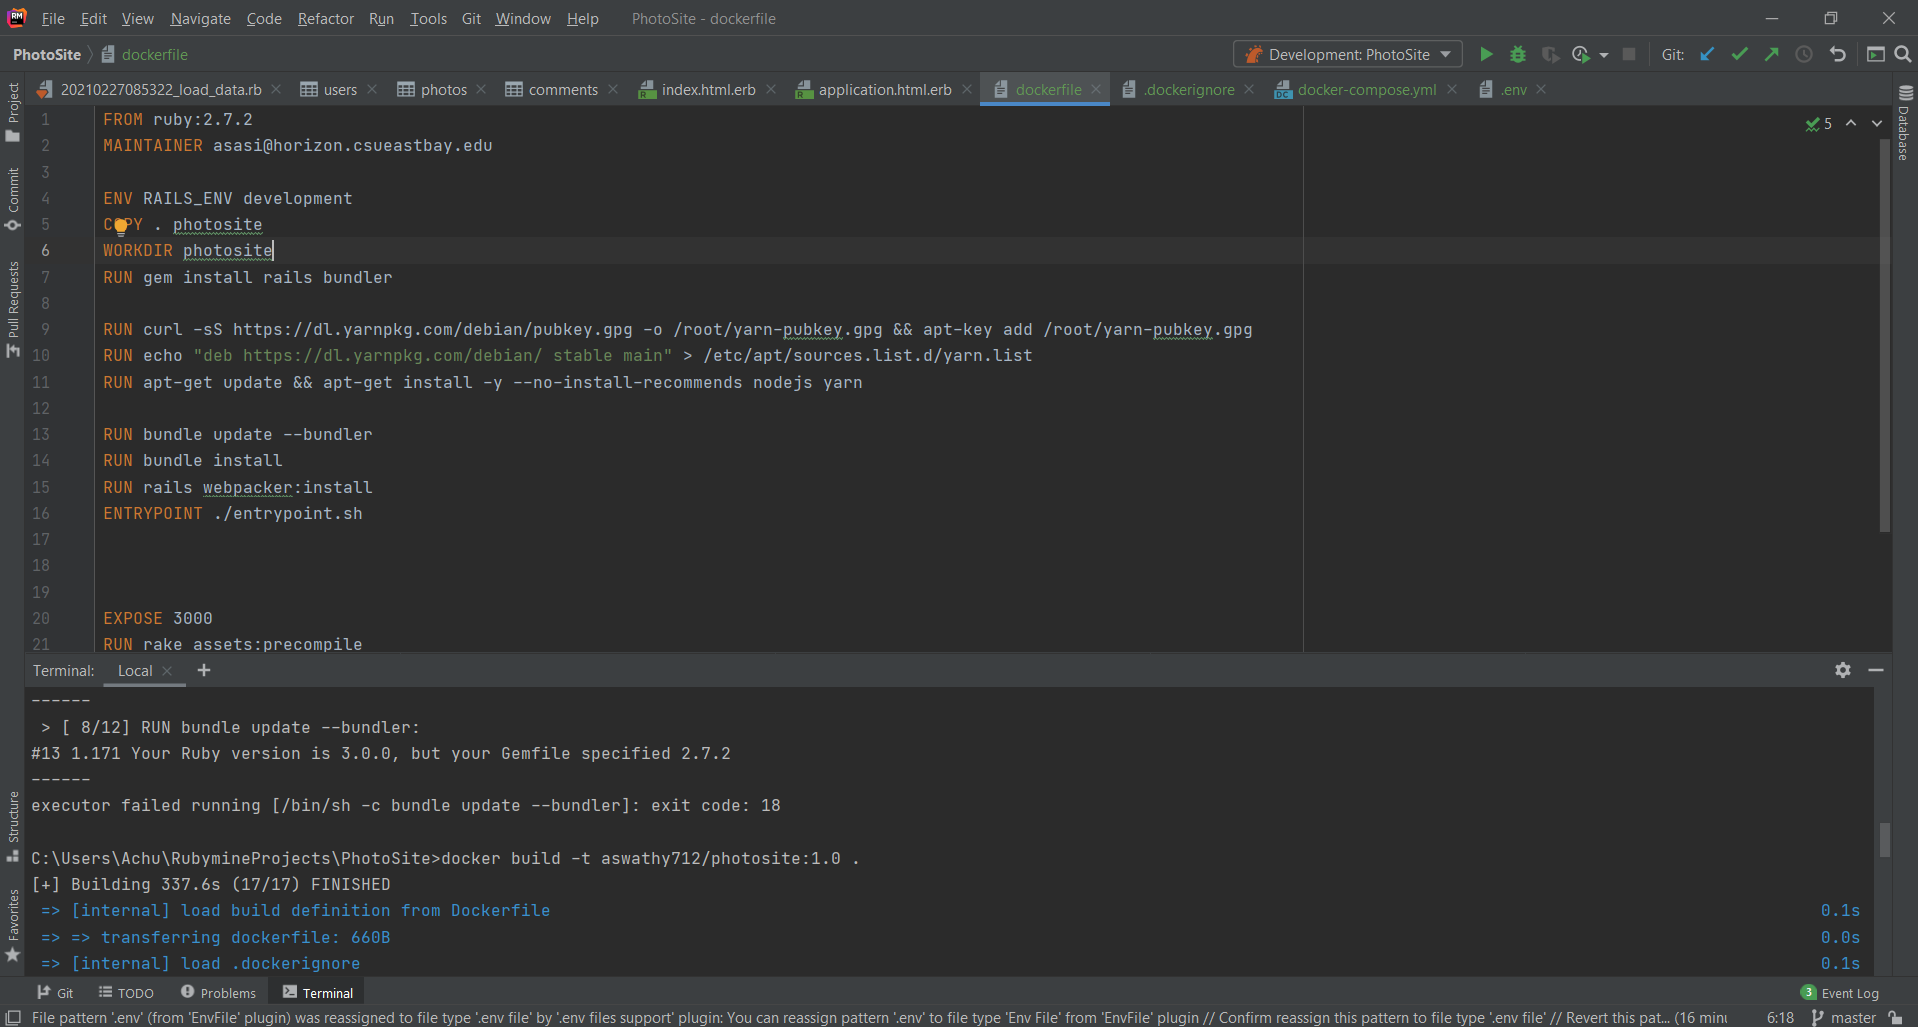 RM File Edit View Navigate Code Refactor Run Tools Git Window Help PhotoSite - dockerfile
PhotoSite dockerfile Development: PhotoSite Git:
20210227085322_load_data.rb users photos comments index.html.erb application.html.erb dockerfile .dockerignore docker-compose.yml .env
Project
Commit
Pull Requests
Structure
Favorites
Database
5
1 FROM ruby:2.7.2
2 MAINTAINER asasi@horizon.csueastbay.edu
3
4 ENV RAILS_ENV development
5 COPY . photosite
6 WORKDIR photosite
7 RUN gem install rails bundler
8
9 RUN curl -sS https://dl.yarnpkg.com/debian/pubkey.gpg -o /root/yarn-pubkey.gpg && apt-key add /root/yarn-pubkey.gpg
10 RUN echo "deb https://dl.yarnpkg.com/debian/ stable main" > /etc/apt/sources.list.d/yarn.list
11 RUN apt-get update && apt-get install -y --no-install-recommends nodejs yarn
12
13 RUN bundle update --bundler
14 RUN bundle install
15 RUN rails webpacker:install
16 ENTRYPOINT ./entrypoint.sh
17
18
19
20 EXPOSE 3000
21 RUN rake assets:precompile
Terminal: Local
------
> [ 8/12] RUN bundle update --bundler:
#13 1.171 Your Ruby version is 3.0.0, but your Gemfile specified 2.7.2
------
executor failed running [/bin/sh -c bundle update --bundler]: exit code: 18
C:\Users\Achu\RubymineProjects\PhotoSite>docker build -t aswathy712/photosite:1.0 .
[+] Building 337.6s (17/17) FINISHED
=> [internal] load build definition from Dockerfile 0.1s
=> => transferring dockerfile: 660B 0.0s
=> [internal] load .dockerignore 0.1s
Git TODO Problems Terminal 3 Event Log
File pattern '.env' (from 'EnvFile' plugin) was reassigned to file type '.env file' by '.env files support' plugin: You can reassign pattern '.env' to file type 'Env File' from 'EnvFile' plugin // Confirm reassign this pattern to file type '.env file' // Revert this pat... (16 minu 6:18 master